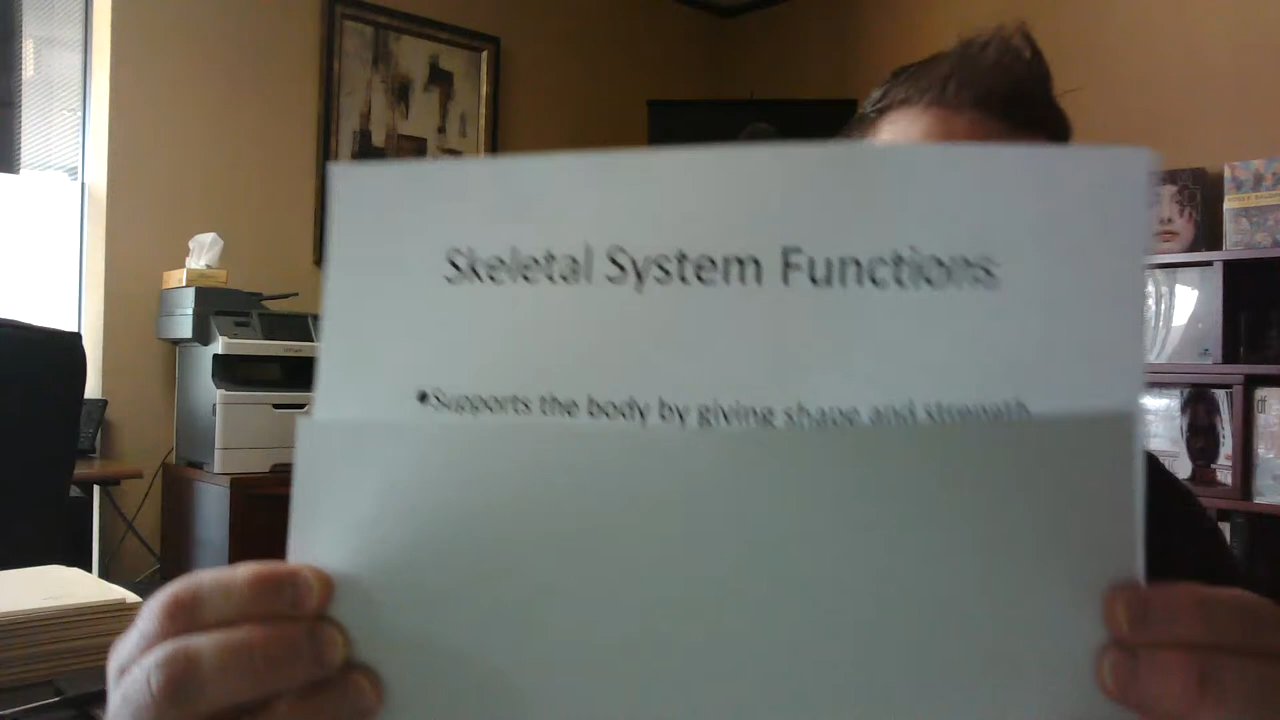 Skeletal System Functions
•Supports the body by giving shape and strength